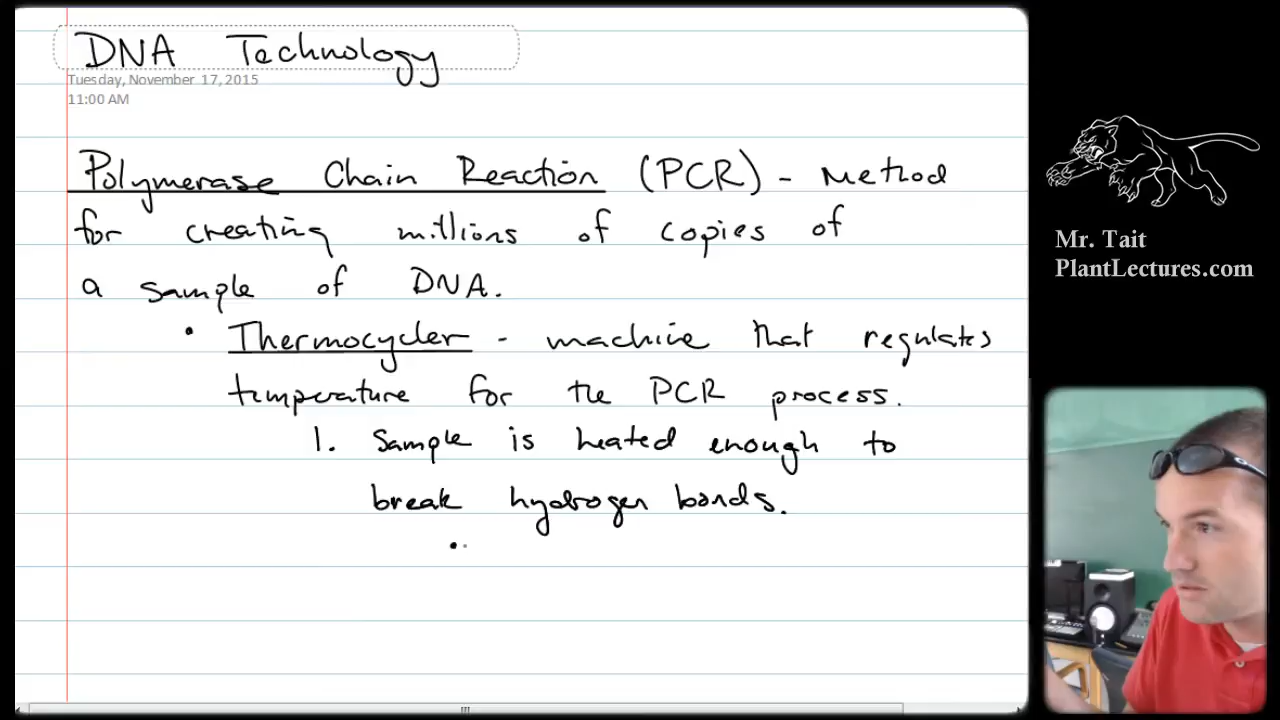 DNA Technology
Tuesday, November 17, 2015
11:00 AM
Polymerase Chain Reaction (PCR) - Method
for creating millions of copies of
a sample of DNA.
• Thermocycler - machine that regulates
temperature for the PCR process.
1. Sample is heated enough to
break hydrogen bonds.
•
Mr. Tait
PlantLectures.com